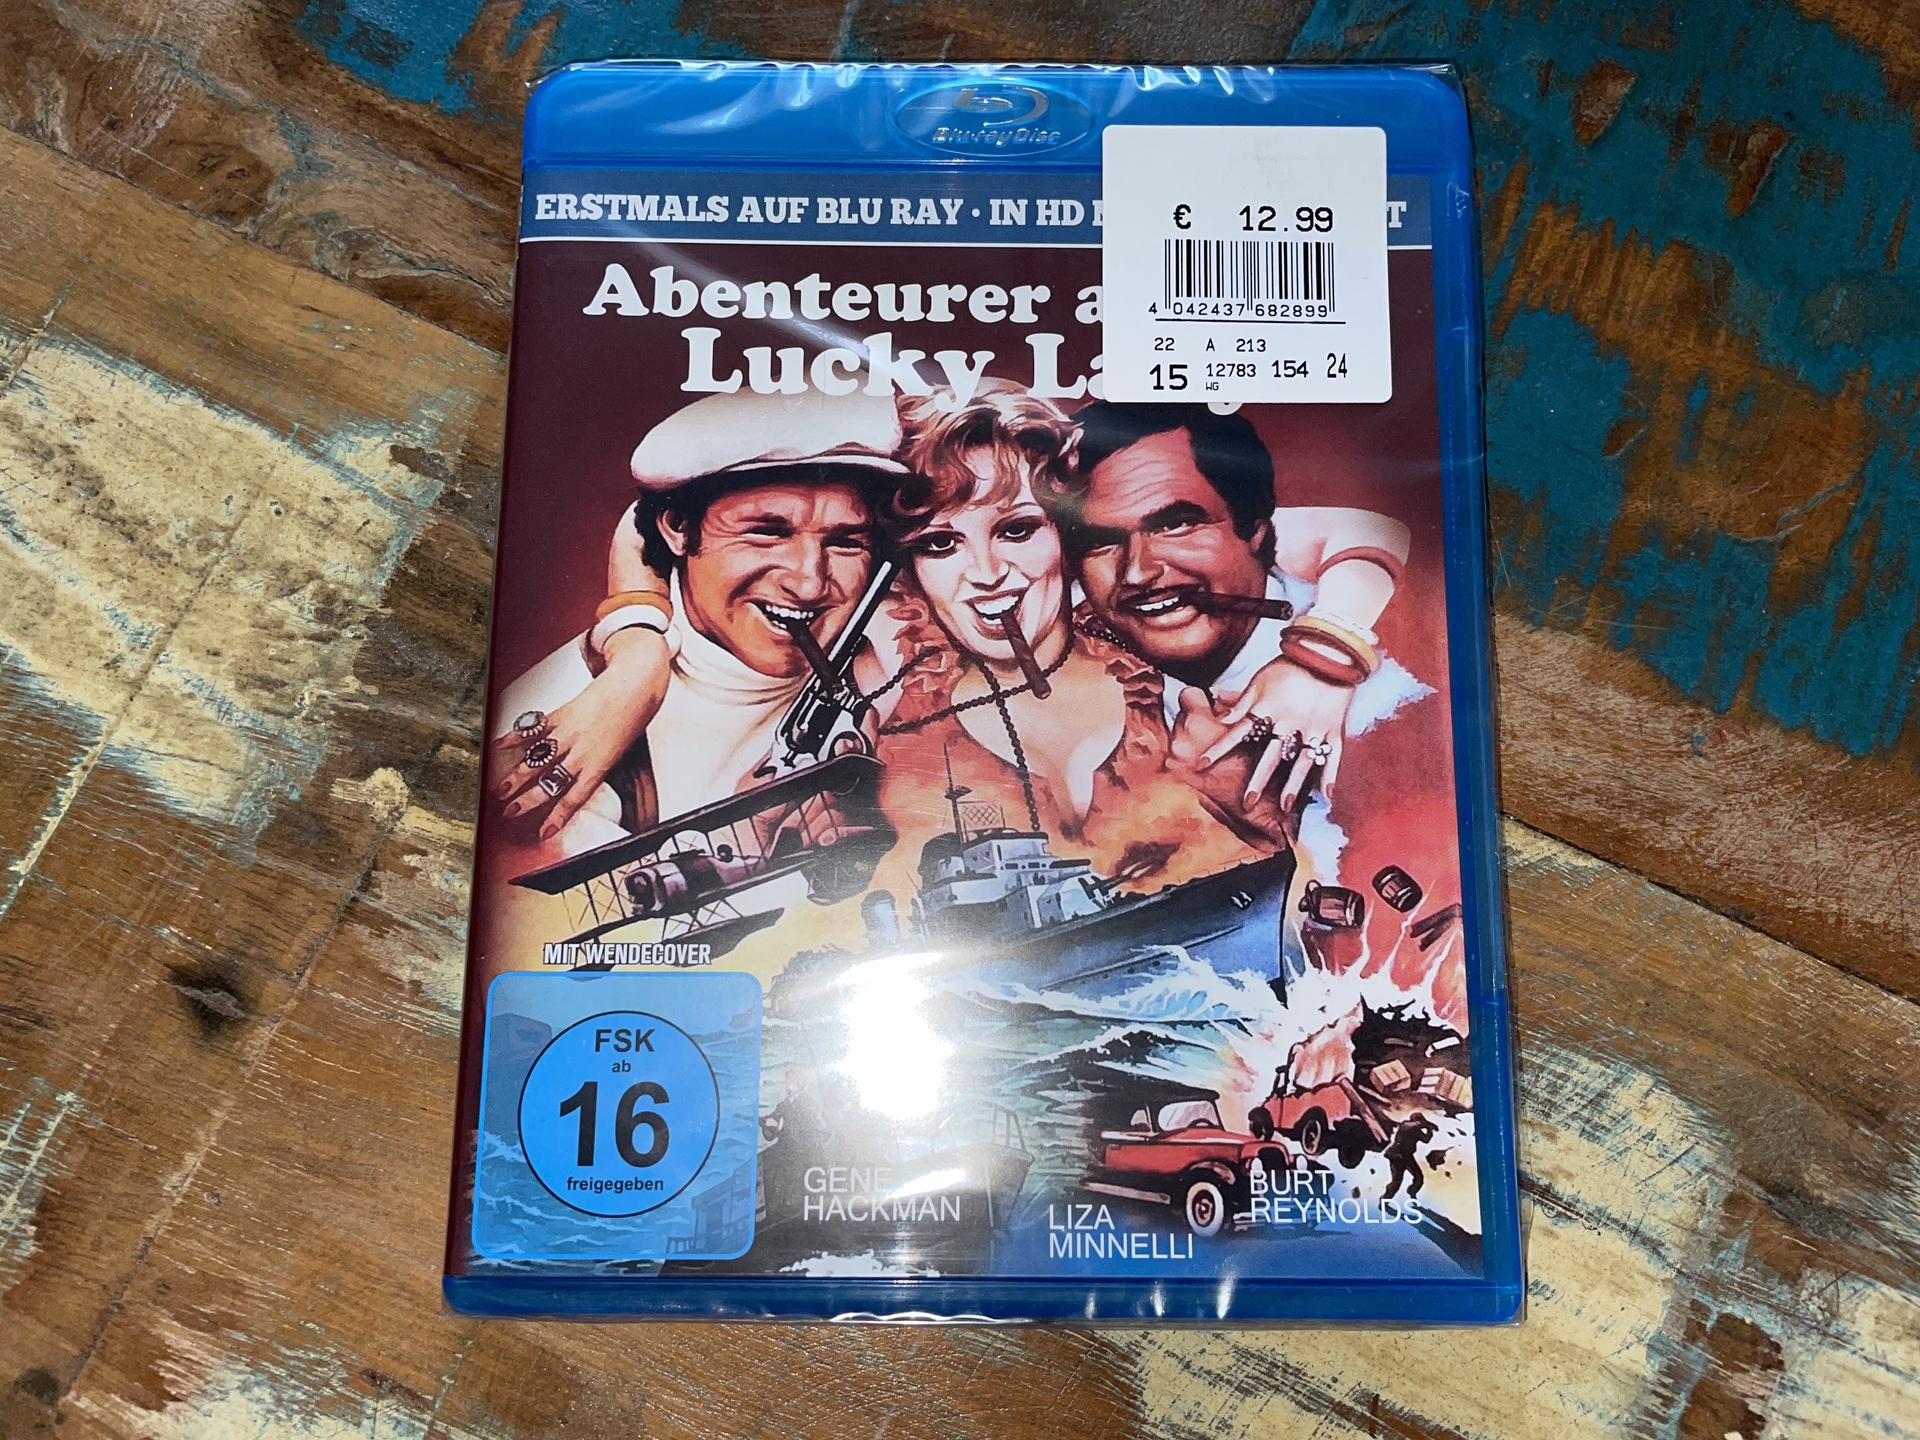 Blu-ray Disc
ERSTMALS AUF BLU RAY · IN HD
€ 12.99
4 042437 682899
22 A 213
15 12783 154 24
WG
Abenteurer
Lucky
MIT WENDECOVER
FSK
ab
16
freigegeben
GENE
HACKMAN
LIZA
MINNELLI
BURT
REYNOLDS